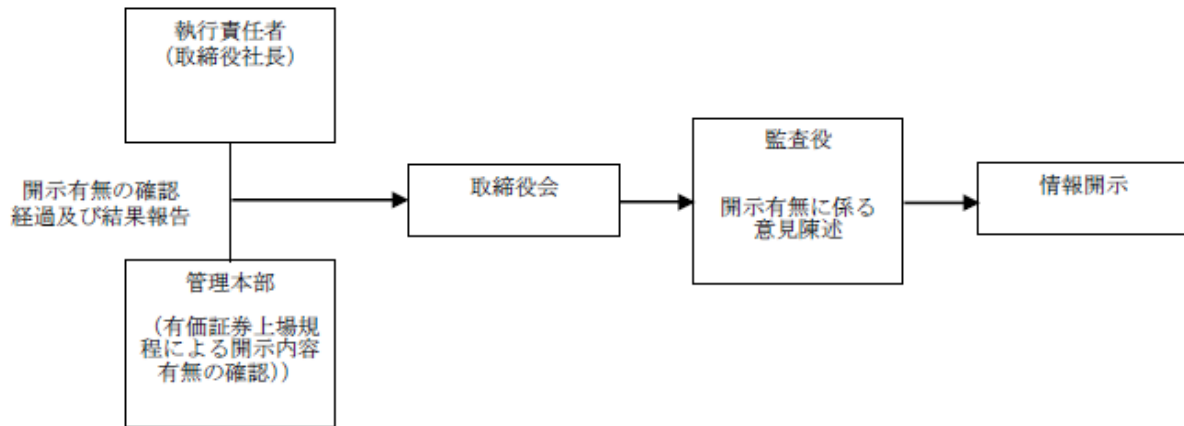 執行責任者
（取締役社長）
開示有無の確認
経過及び結果報告
管理本部
（有価証券上場規
程による開示内容
有無の確認））
取締役会
監査役
開示有無に係る
意見陳述
情報開示